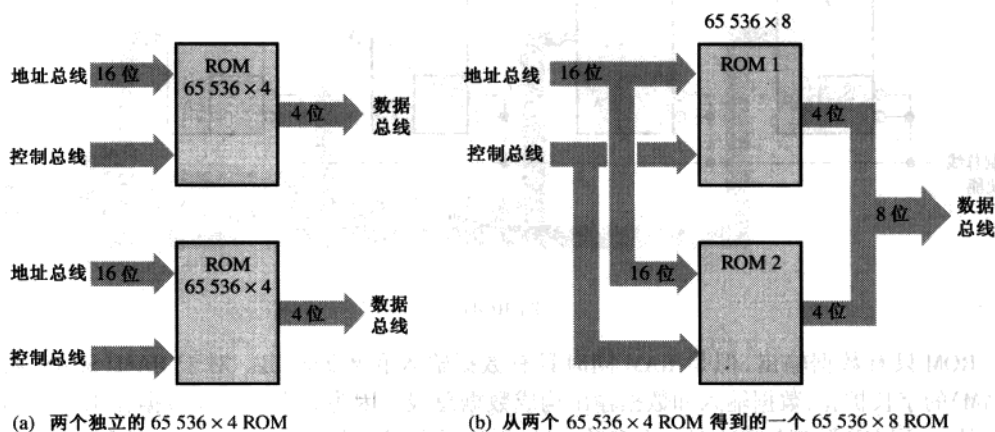 地址总线
16 位
ROM
65 536 × 4
4 位
数据
总线
控制总线
地址总线
16 位
ROM
65 536 × 4
4 位
数据
总线
控制总线
(a) 两个独立的 65 536 × 4 ROM
65 536 × 8
地址总线
16 位
ROM 1
4 位
控制总线
8 位
数据
总线
16 位
ROM 2
4 位
(b) 从两个 65 536 × 4 ROM 得到的一个 65 536 × 8 ROM